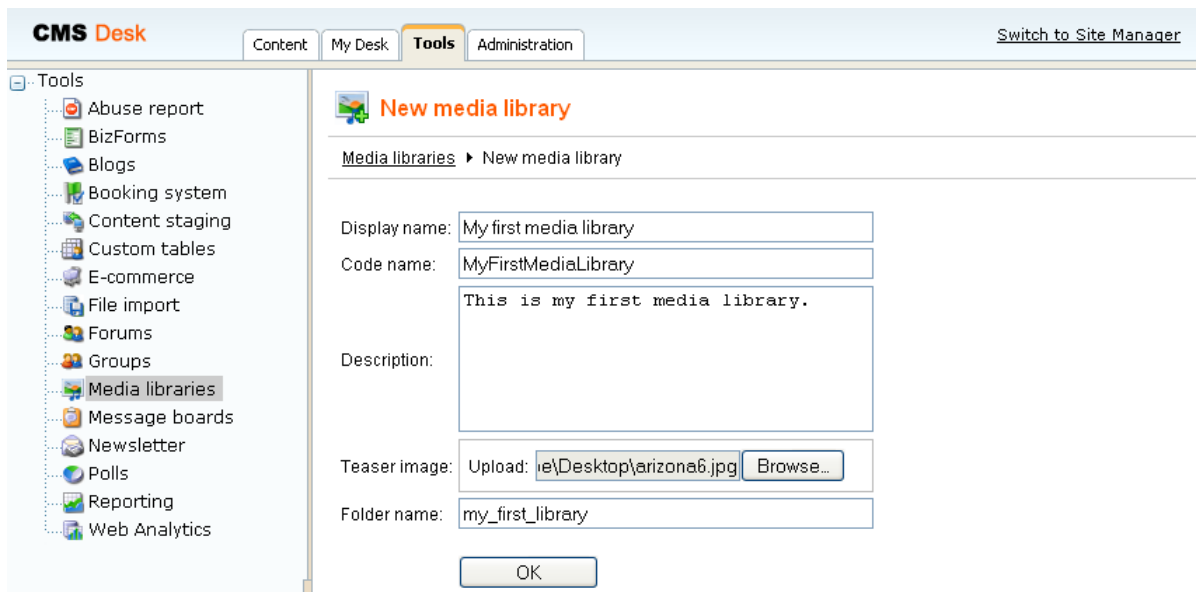 CMS Desk
Content
My Desk
Tools
Administration
Switch to Site Manager
Tools
Abuse report
BizForms
Blogs
Booking system
Content staging
Custom tables
E-commerce
File import
Forums
Groups
Media libraries
Message boards
Newsletter
Polls
Reporting
Web Analytics
New media library
Media libraries New media library
Display name: My first media library
Code name: MyFirstMediaLibrary
Description: This is my first media library.
Teaser image: Upload: e\Desktop\arizona6.jpg Browse...
Folder name: my_first_library
OK